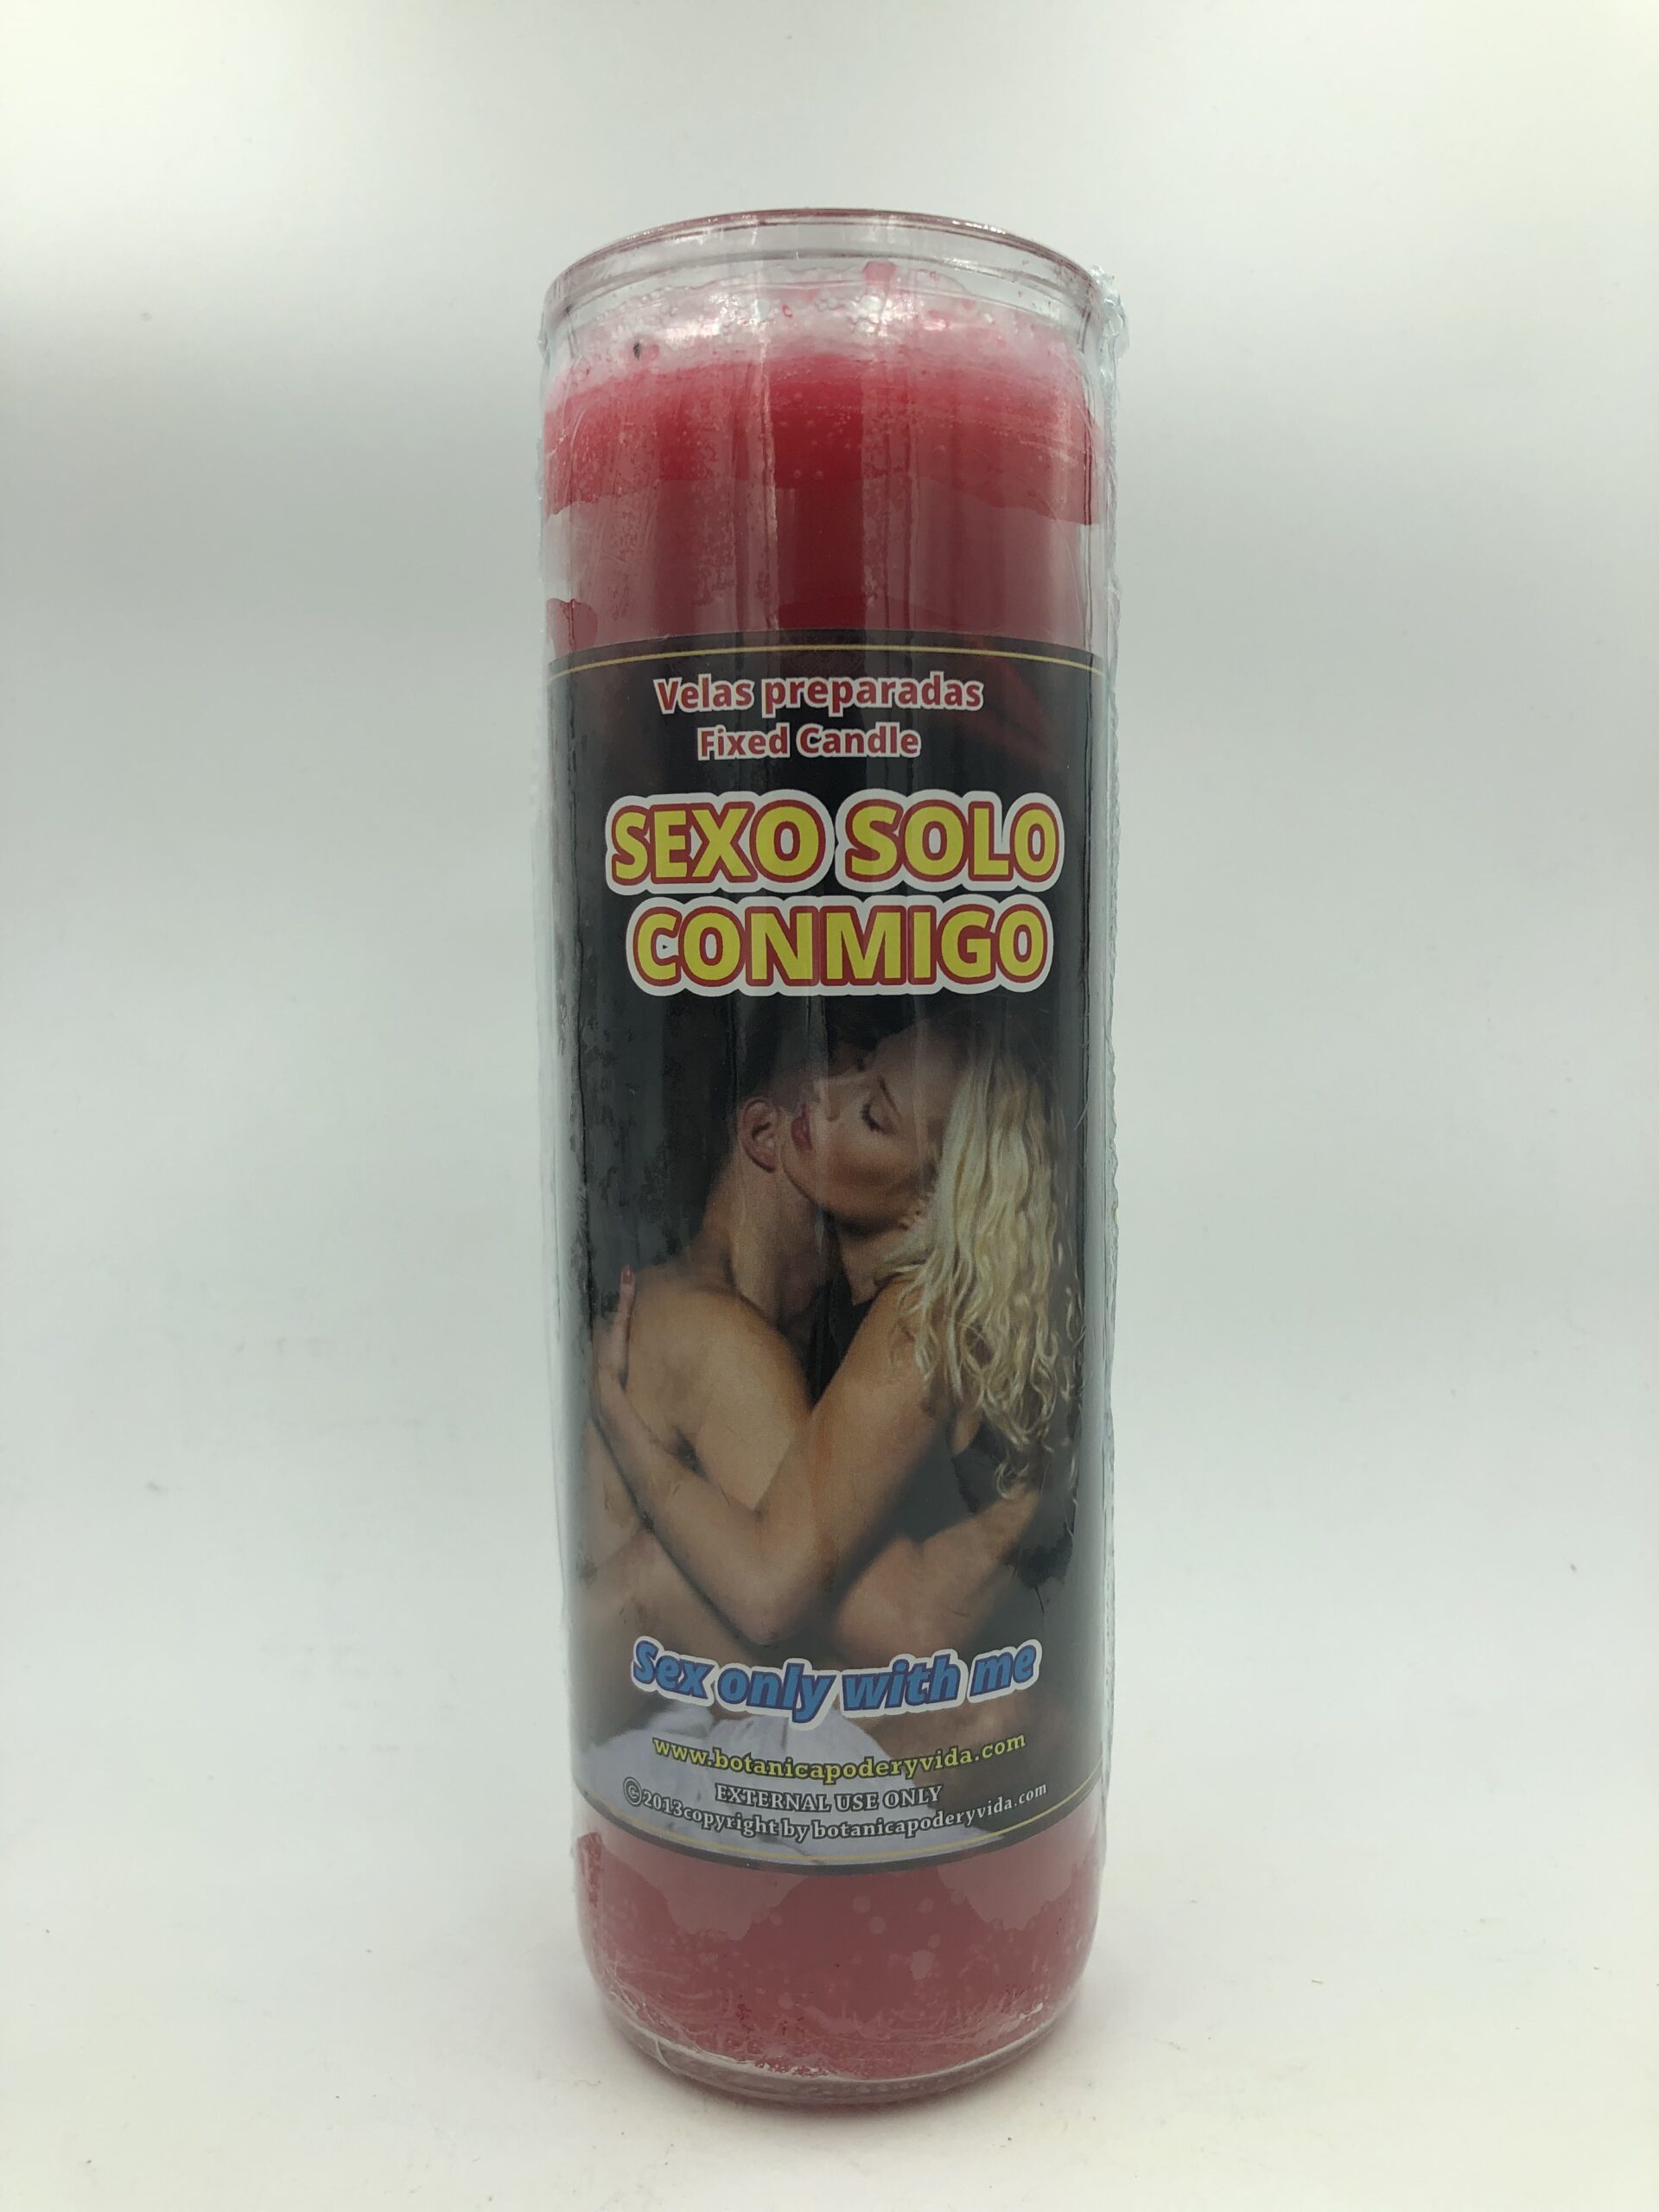 Velas preparadas
Fixed Candle
SEXO SOLO
CONMIGO
Sex only with me
www.botanicapoderyvida.com
EXTERNAL USE ONLY
©2013copyright by botanicapoderyvida.com